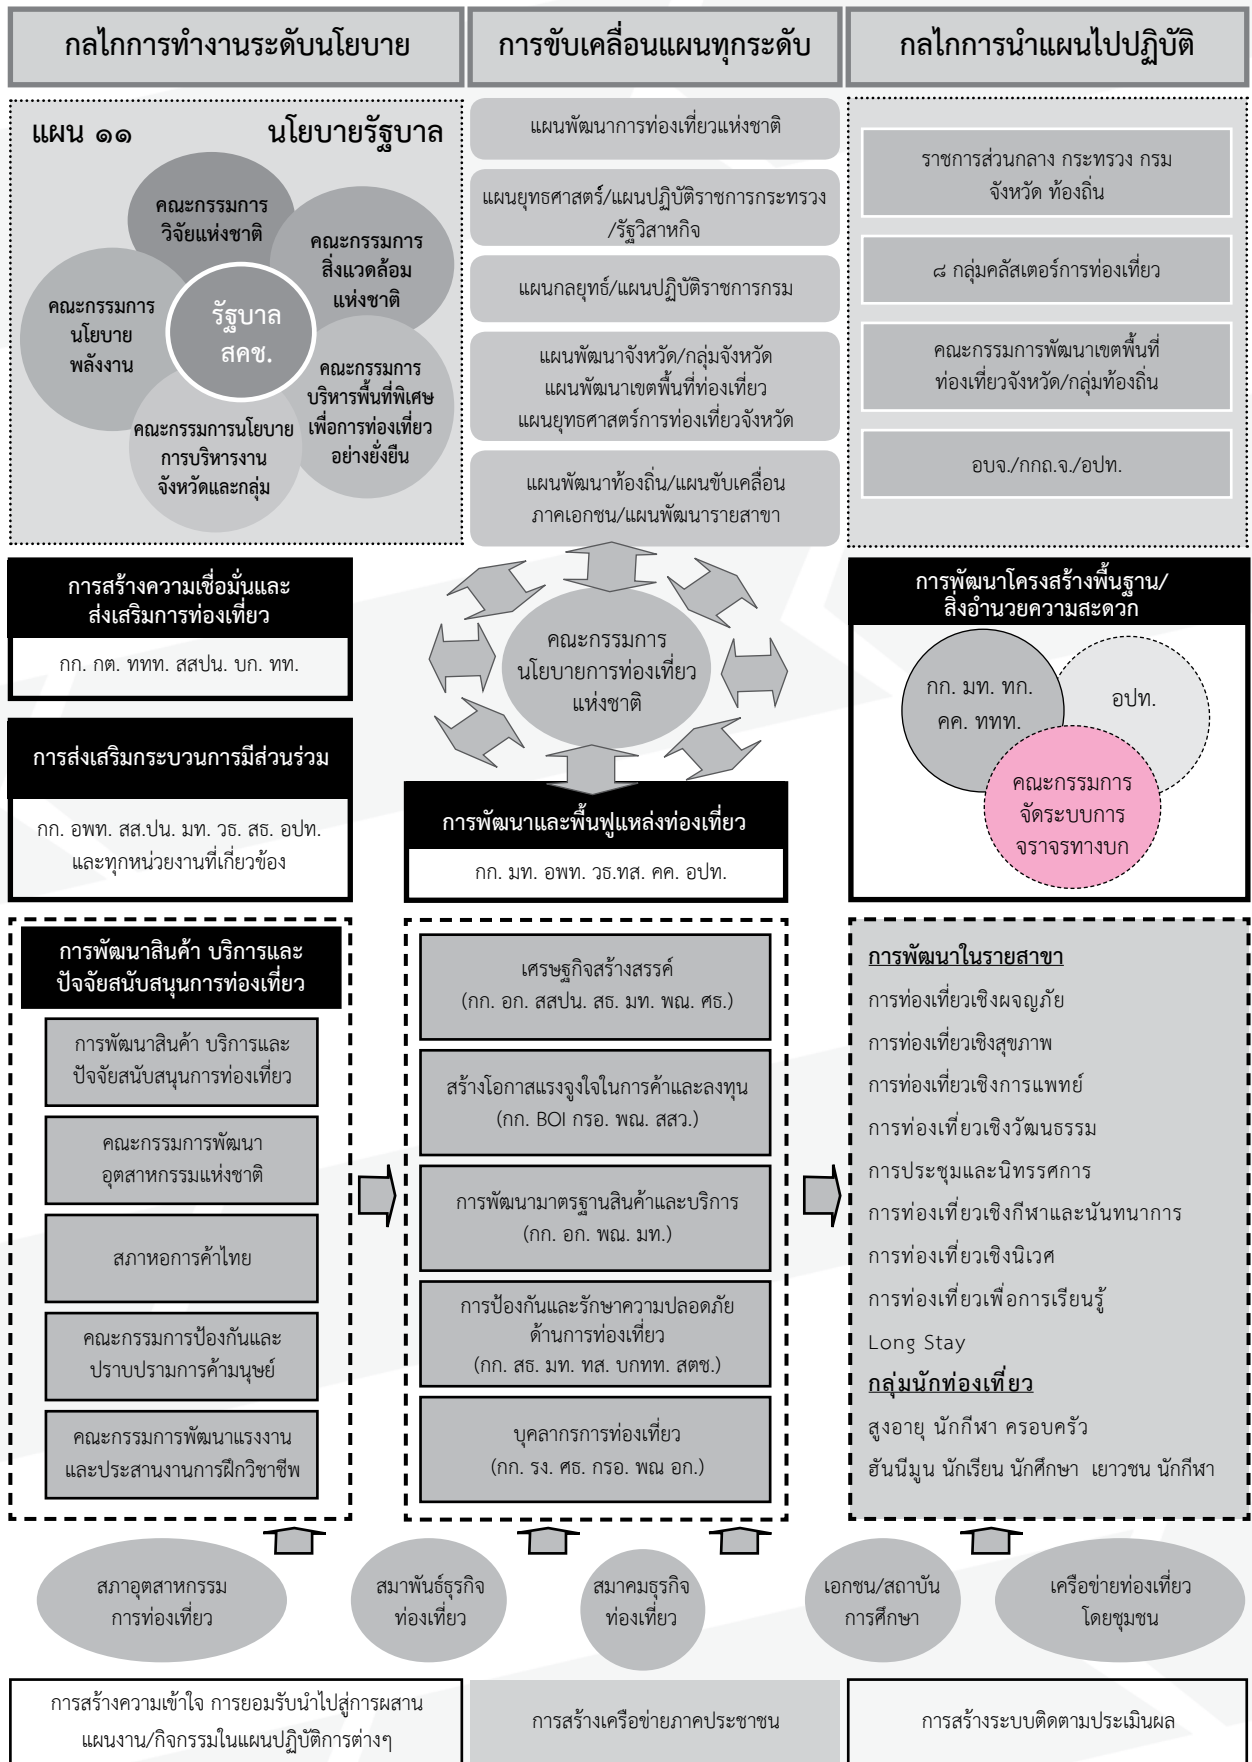 กลไกการทำงานระดับนโยบาย
การขับเคลื่อนแผนทุกระดับ
กลไกการนำแผนไปปฏิบัติ
แผน ๑๑
นโยบายรัฐบาล
คณะกรรมการ
วิจัยแห่งชาติ
คณะกรรมการ
สิ่งแวดล้อม
แห่งชาติ
คณะกรรมการ
นโยบาย
พลังงาน
รัฐบาล
สคช.
คณะกรรมการ
บริหารพื้นที่พิเศษ
เพื่อการท่องเที่ยว
อย่างยั่งยืน
คณะกรรมการนโยบาย
การบริหารงาน
จังหวัดและกลุ่ม
แผนพัฒนาการท่องเที่ยวแห่งชาติ
แผนยุทธศาสตร์/แผนปฏิบัติราชการกระทรวง
/รัฐวิสาหกิจ
แผนกลยุทธ์/แผนปฏิบัติราชการกรม
แผนพัฒนาจังหวัด/กลุ่มจังหวัด
แผนพัฒนาเขตพื้นที่ท่องเที่ยว
แผนยุทธศาสตร์การท่องเที่ยวจังหวัด
แผนพัฒนาท้องถิ่น/แผนขับเคลื่อน
ภาคเอกชน/แผนพัฒนารายสาขา
ราชการส่วนกลาง กระทรวง กรม
จังหวัด ท้องถิ่น
๘ กลุ่มคลัสเตอร์การท่องเที่ยว
คณะกรรมการพัฒนาเขตพื้นที่
ท่องเที่ยวจังหวัด/กลุ่มท้องถิ่น
อบจ./กกถ.จ./อปท.
การสร้างความเชื่อมั่นและ
ส่งเสริมการท่องเที่ยว
กก. กต. ททท. สสปน. บก. ทท.
การส่งเสริมกระบวนการมีส่วนร่วม
กก. อพท. สส.ปน. มท. วธ. สธ. อปท.
และทุกหน่วยงานที่เกี่ยวข้อง
คณะกรรมการ
นโยบายการท่องเที่ยว
แห่งชาติ
การพัฒนาและฟื้นฟูแหล่งท่องเที่ยว
กก. มท. อพท. วธ.ทส. คค. อปท.
การพัฒนาโครงสร้างพื้นฐาน/
สิ่งอำนวยความสะดวก
กก. มท. ทก.
คค. ททท.
อปท.
คณะกรรมการ
จัดระบบการ
จราจรทางบก
การพัฒนาสินค้า บริการและ
ปัจจัยสนับสนุนการท่องเที่ยว
การพัฒนาสินค้า บริการและ
ปัจจัยสนับสนุนการท่องเที่ยว
คณะกรรมการพัฒนา
อุตสาหกรรมแห่งชาติ
สภาหอการค้าไทย
คณะกรรมการป้องกันและ
ปราบปรามการค้ามนุษย์
คณะกรรมการพัฒนาแรงงาน
และประสานงานการฝึกวิชาชีพ
เศรษฐกิจสร้างสรรค์
(กก. อก. สสปน. สธ. มท. พณ. ศธ.)
สร้างโอกาสแรงจูงใจในการค้าและลงทุน
(กก. BOI กรอ. พณ. สสว.)
การพัฒนามาตรฐานสินค้าและบริการ
(กก. อก. พณ. มท.)
การป้องกันและรักษาความปลอดภัย
ด้านการท่องเที่ยว
(กก. สธ. มท. ทส. บกทท. สตช.)
บุคลากรการท่องเที่ยว
(กก. รง. ศธ. กรอ. พณ อก.)
การพัฒนาในรายสาขา
การท่องเที่ยวเชิงผจญภัย
การท่องเที่ยวเชิงสุขภาพ
การท่องเที่ยวเชิงการแพทย์
การท่องเที่ยวเชิงวัฒนธรรม
การประชุมและนิทรรศการ
การท่องเที่ยวเชิงกีฬาและนันทนาการ
การท่องเที่ยวเชิงนิเวศ
การท่องเที่ยวเพื่อการเรียนรู้
Long Stay
กลุ่มนักท่องเที่ยว
สูงอายุ นักกีฬา ครอบครัว
ฮันนีมูน นักเรียน นักศึกษา เยาวชน นักกีฬา
สภาอุตสาหกรรม
การท่องเที่ยว
สมาพันธ์ธุรกิจ
ท่องเที่ยว
สมาคมธุรกิจ
ท่องเที่ยว
เอกชน/สถาบัน
การศึกษา
เครือข่ายท่องเที่ยว
โดยชุมชน
การสร้างความเข้าใจ การยอมรับนำไปสู่การผสาน
แผนงาน/กิจกรรมในแผนปฏิบัติการต่างๆ
การสร้างเครือข่ายภาคประชาชน
การสร้างระบบติดตามประเมินผล